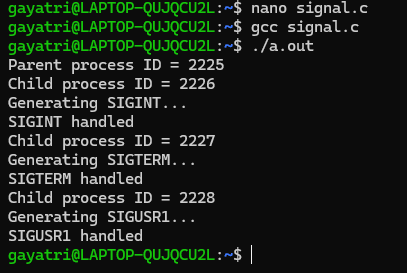 gayatri@LAPTOP-QUJQCU2L:~$ nano signal.c
gayatri@LAPTOP-QUJQCU2L:~$ gcc signal.c
gayatri@LAPTOP-QUJQCU2L:~$ ./a.out
Parent process ID = 2225
Child process ID = 2226
Generating SIGINT...
SIGINT handled
Child process ID = 2227
Generating SIGTERM...
SIGTERM handled
Child process ID = 2228
Generating SIGUSR1...
SIGUSR1 handled
gayatri@LAPTOP-QUJQCU2L:~$